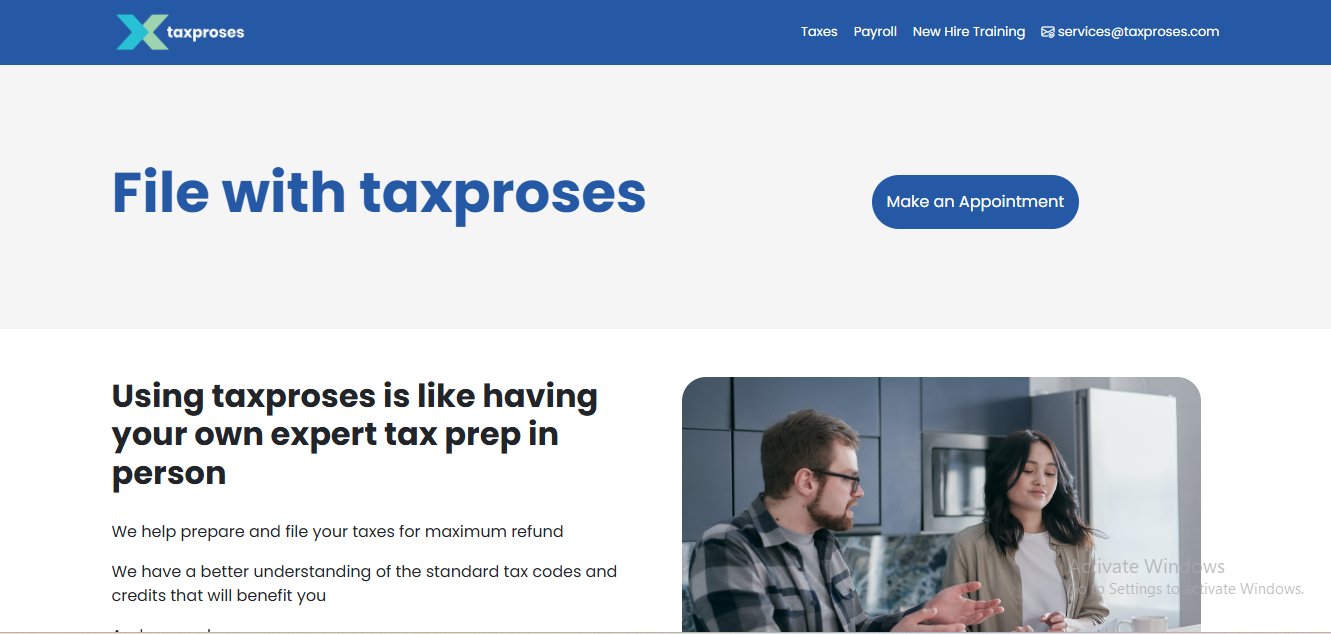 taxproses
Taxes
Payroll
New Hire Training
services@taxproses.com
File with taxproses
Make an Appointment
Using taxproses is like having
your own expert tax prep in
person
We help prepare and file your taxes for maximum refund
We have a better understanding of the standard tax codes and
credits that will benefit you
Activate Windows
Go to Settings to activate Windows.